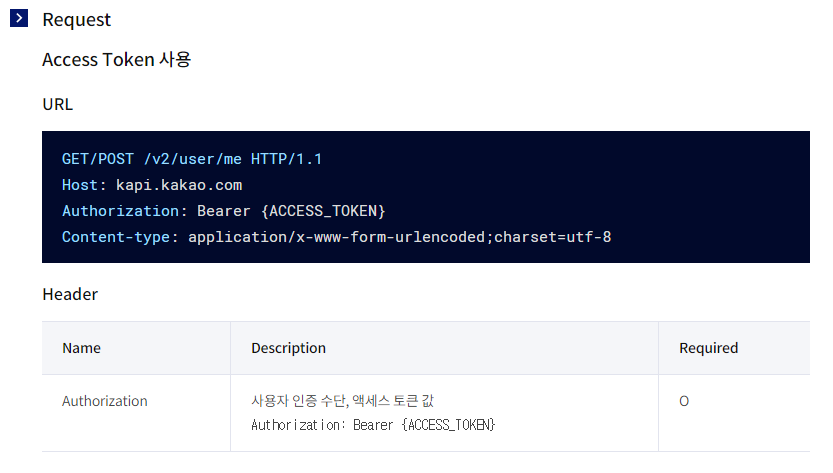 Request
Access Token 사용
URL
GET/POST /v2/user/me HTTP/1.1
Host: kapi.kakao.com
Authorization: Bearer {ACCESS_TOKEN}
Content-type: application/x-www-form-urlencoded;charset=utf-8
Header
Name Description Required
Authorization 사용자 인증 수단, 액세스 토큰 값 O
Authorization: Bearer {ACCESS_TOKEN}